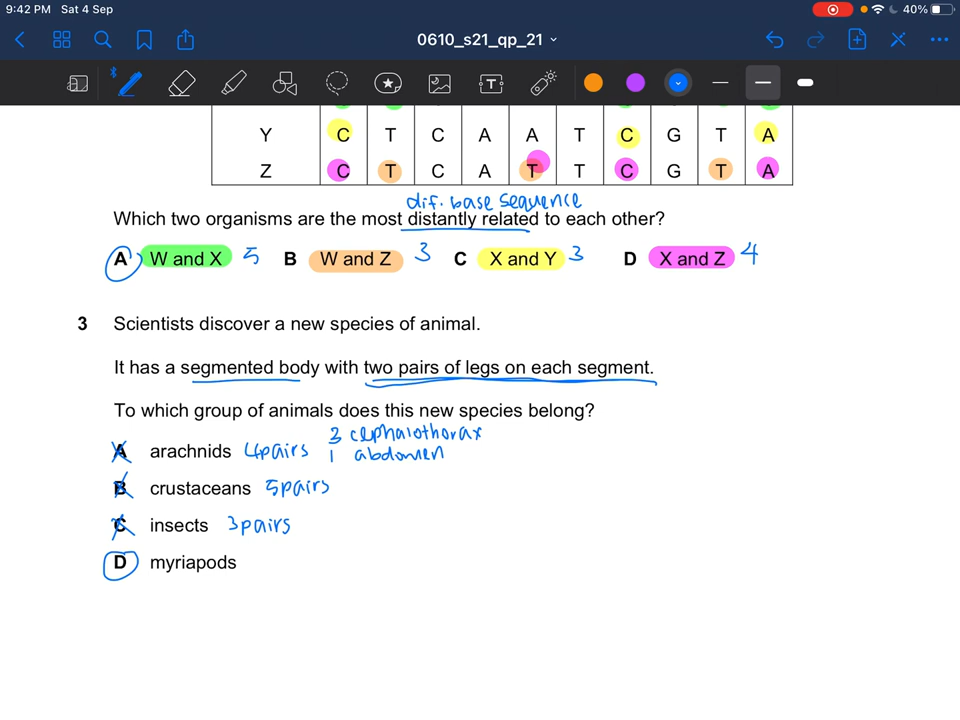 9:42 PM Sat 4 Sep 40%
0610_s21_qp_21
T
Y C T C A A T C G T A
Z C T C A T T C G T A
dif. base sequence
Which two organisms are the most distantly related to each other?
A W and X 5 B W and Z 3 C X and Y 3 D X and Z 4
3 Scientists discover a new species of animal.
It has a segmented body with two pairs of legs on each segment.
To which group of animals does this new species belong?
3 cephalothorax
A arachnids 4pairs 1 abdomen
B crustaceans 5pairs
C insects 3pairs
D myriapods